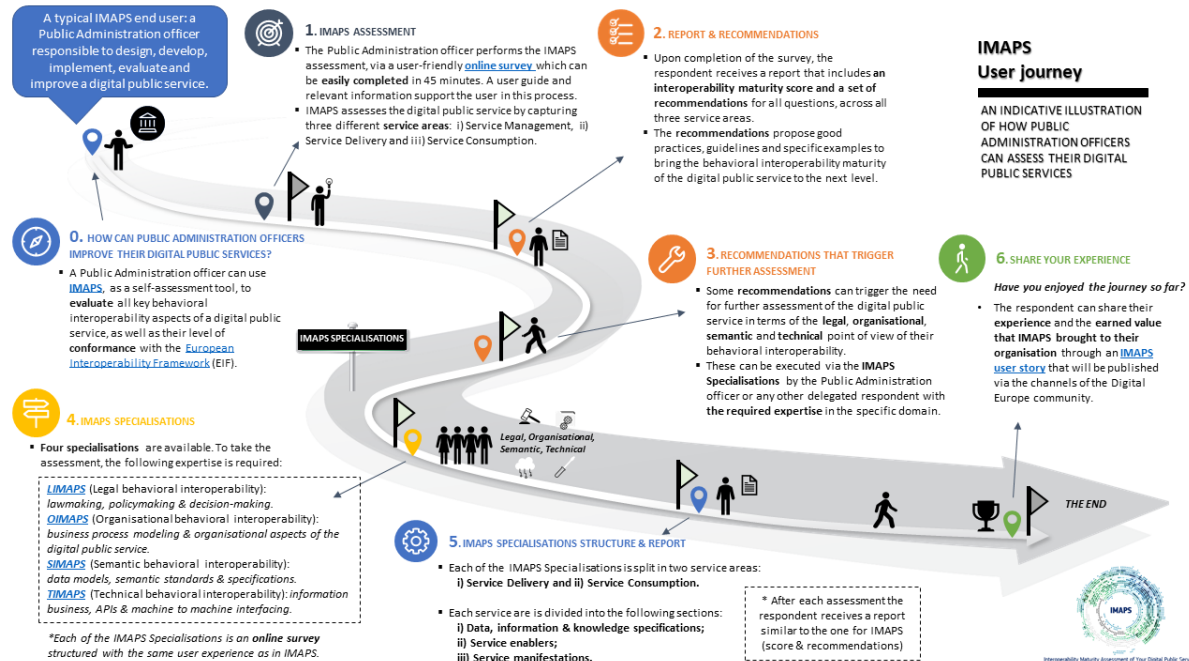 A typical IMAPS end user: a
Public Administration officer
responsible to design, develop,
implement, evaluate and
improve a digital public service.
1. IMAPS ASSESSMENT
▪ The Public Administration officer performs the IMAPS
assessment, via a user-friendly online survey which can
be easily completed in 45 minutes. A user guide and
relevant information support the user in this process.
▪ IMAPS assesses the digital public service by capturing
three different service areas: i) Service Management, ii)
Service Delivery and iii) Service Consumption.
2. REPORT & RECOMMENDATIONS
▪ Upon completion of the survey, the
respondent receives a report that includes an
interoperability maturity score and a set of
recommendations for all questions, across all
three service areas.
▪ The recommendations propose good
practices, guidelines and specific examples to
bring the behavioral interoperability maturity
of the digital public service to the next level.
IMAPS
User journey
AN INDICATIVE ILLUSTRATION
OF HOW PUBLIC
ADMINISTRATION OFFICERS
CAN ASSESS THEIR DIGITAL
PUBLIC SERVICES
0. HOW CAN PUBLIC ADMINISTRATION OFFICERS
IMPROVE THEIR DIGITAL PUBLIC SERVICES?
▪ A Public Administration officer can use
IMAPS, as a self-assessment tool, to
evaluate all key behavioral
interoperability aspects of a digital public
service, as well as their level of
conformance with the European
Interoperability Framework (EIF).
IMAPS SPECIALISATIONS
3. RECOMMENDATIONS THAT TRIGGER
FURTHER ASSESSMENT
▪ Some recommendations can trigger the need
for further assessment of the digital public
service in terms of the legal, organisational,
semantic and technical point of view of their
behavioral interoperability.
▪ These can be executed via the IMAPS
Specialisations by the Public Administration
officer or any other delegated respondent with
the required expertise in the specific domain.
6. SHARE YOUR EXPERIENCE
Have you enjoyed the journey so far?
• The respondent can share their
experience and the earned value
that IMAPS brought to their
organisation through an IMAPS
user story that will be published
via the channels of the Digital
Europe community.
4. IMAPS SPECIALISATIONS
▪ Four specialisations are available. To take the
assessment, the following expertise is required:
LIMAPS (Legal behavioral interoperability):
lawmaking, policymaking & decision-making.
OIMAPS (Organisational behavioral interoperability):
business process modeling & organisational aspects of the
digital public service.
SIMAPS (Semantic behavioral interoperability):
data models, semantic standards & specifications.
TIMAPS (Technical behavioral interoperability): information
business, APIs & machine to machine interfacing.
*Each of the IMAPS Specialisations is an online survey
structured with the same user experience as in IMAPS.
Legal, Organisational,
Semantic, Technical
THE END
5. IMAPS SPECIALISATIONS STRUCTURE & REPORT
▪ Each of the IMAPS Specialisations is split in two service areas:
i) Service Delivery and ii) Service Consumption.
▪ Each service are is divided into the following sections:
i) Data, information & knowledge specifications;
ii) Service enablers;
iii) Service manifestations.
* After each assessment the
respondent receives a report
similar to the one for IMAPS
(score & recommendations)
IMAPS
Interoperability Maturity Assessment of Your Digital Public Serv